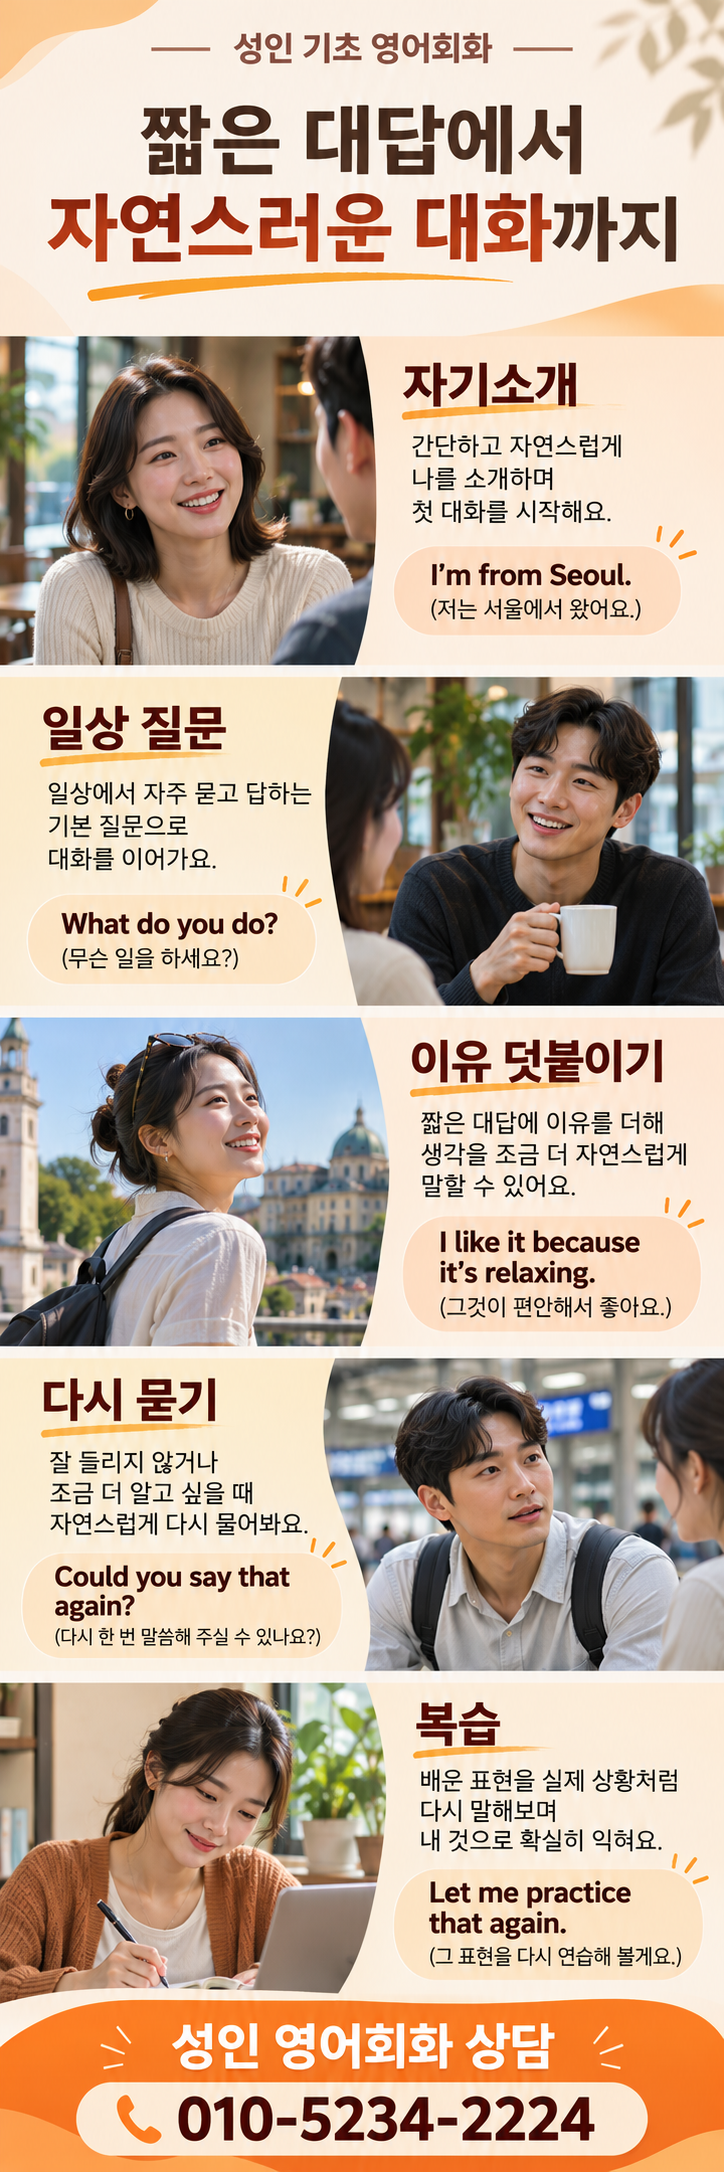 성인 기초 영어회화
짧은 대답에서
자연스러운 대화까지
자기소개
간단하고 자연스럽게
나를 소개하며
첫 대화를 시작해요.
I'm from Seoul.
(저는 서울에서 왔어요.)
일상 질문
일상에서 자주 묻고 답하는
기본 질문으로
대화를 이어가요.
What do you do?
(무슨 일을 하세요?)
이유 덧붙이기
짧은 대답에 이유를 더해
생각을 조금 더 자연스럽게
말할 수 있어요.
I like it because
it's relaxing.
(그것이 편안해서 좋아요.)
다시 묻기
잘 들리지 않거나
조금 더 알고 싶을 때
자연스럽게 다시 물어봐요.
Could you say that
again?
(다시 한 번 말씀해 주실 수 있나요?)
복습
배운 표현을 실제 상황처럼
다시 말해보며
내 것으로 확실히 익혀요.
Let me practice
that again.
(그 표현을 다시 연습해 볼게요.)
성인 영어회화 상담
010-5234-2224